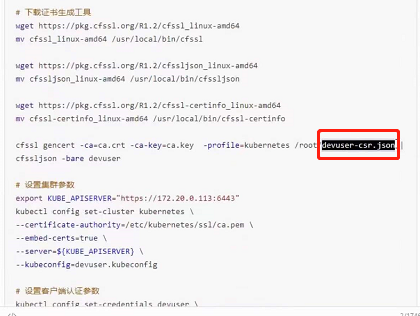 # 下载证书生成工具
wget https://pkg.cfssl.org/R1.2/cfssl_linux-amd64
mv cfssl_linux-amd64 /usr/local/bin/cfssl
wget https://pkg.cfssl.org/R1.2/cfssljson_linux-amd64
mv cfssljson_linux-amd64 /usr/local/bin/cfssljson
wget https://pkg.cfssl.org/R1.2/cfssl-certinfo_linux-amd64
mv cfssl-certinfo_linux-amd64 /usr/local/bin/cfssl-certinfo
cfssl gencert -ca=ca.crt -ca-key=ca.key -profile=kubernetes /root/devuser-csr.json |
cfssljson -bare devuser
# 设置集群参数
export KUBE_APISERVER="https://172.20.0.113:6443"
kubectl config set-cluster kubernetes \
--certificate-authority=/etc/kubernetes/ssl/ca.pem \
--embed-certs=true \
--server=${KUBE_APISERVER} \
--kubeconfig=devuser.kubeconfig
# 设置客户端认证参数
kubectl config set-credentials devuser \